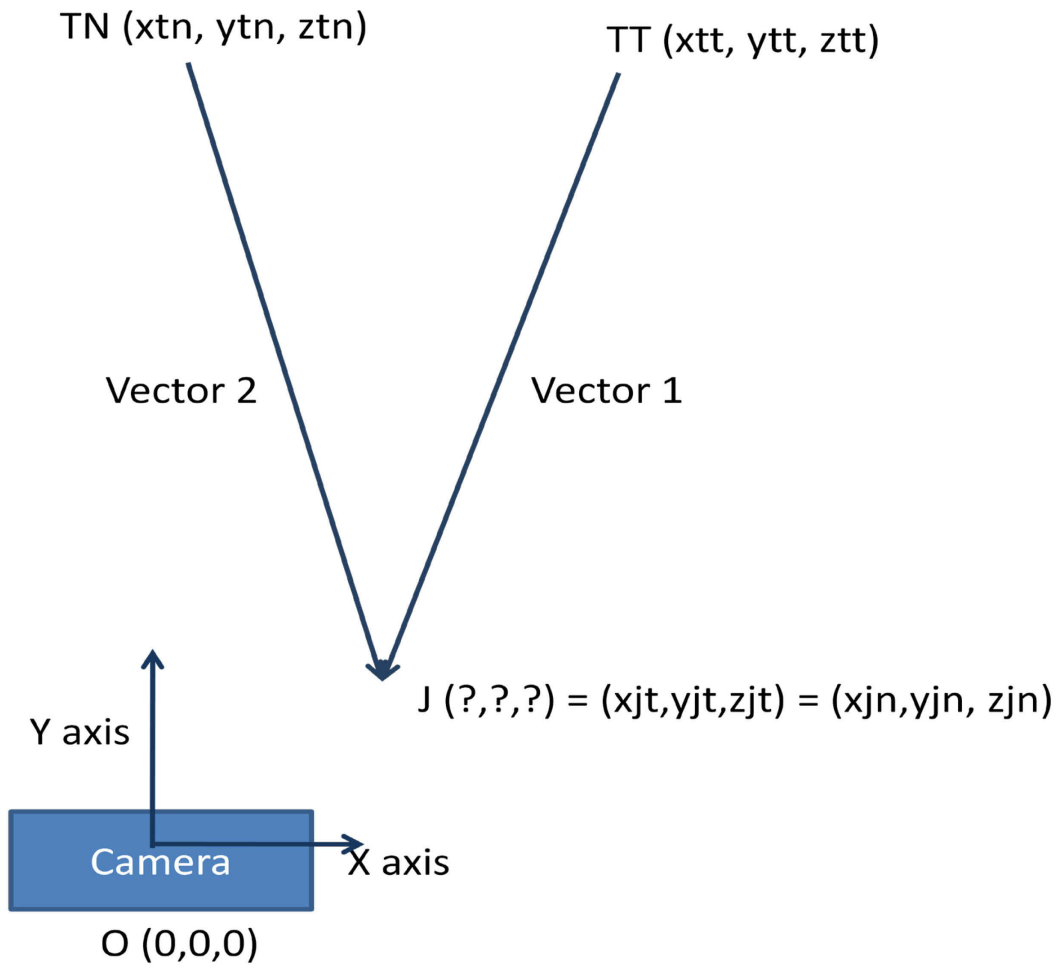 TN (xtn, ytn, ztn)
TT (xtt, ytt, ztt)
Vector 2
Vector 1
J (?,?,?) = (xjt,yjt,zjt) = (xjn,yjn, zjn)
Y axis
Camera
X axis
O (0,0,0)